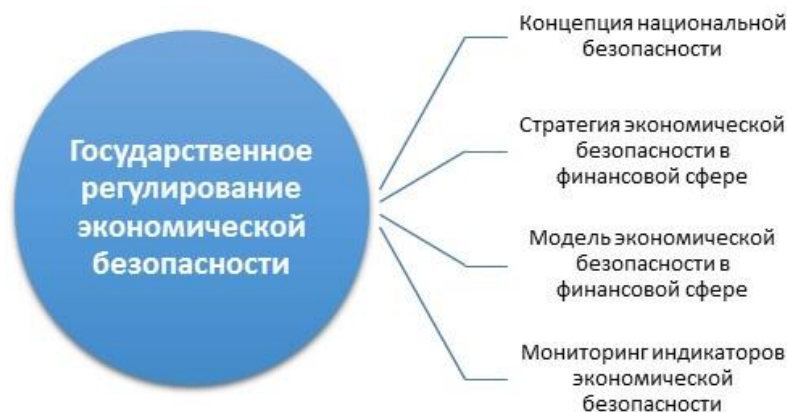 Государственное
регулирование
экономической
безопасности
Концепция национальной
безопасности
Стратегия экономической
безопасности в
финансовой сфере
Модель экономической
безопасности в
финансовой сфере
Мониторинг индикаторов
экономической
безопасности